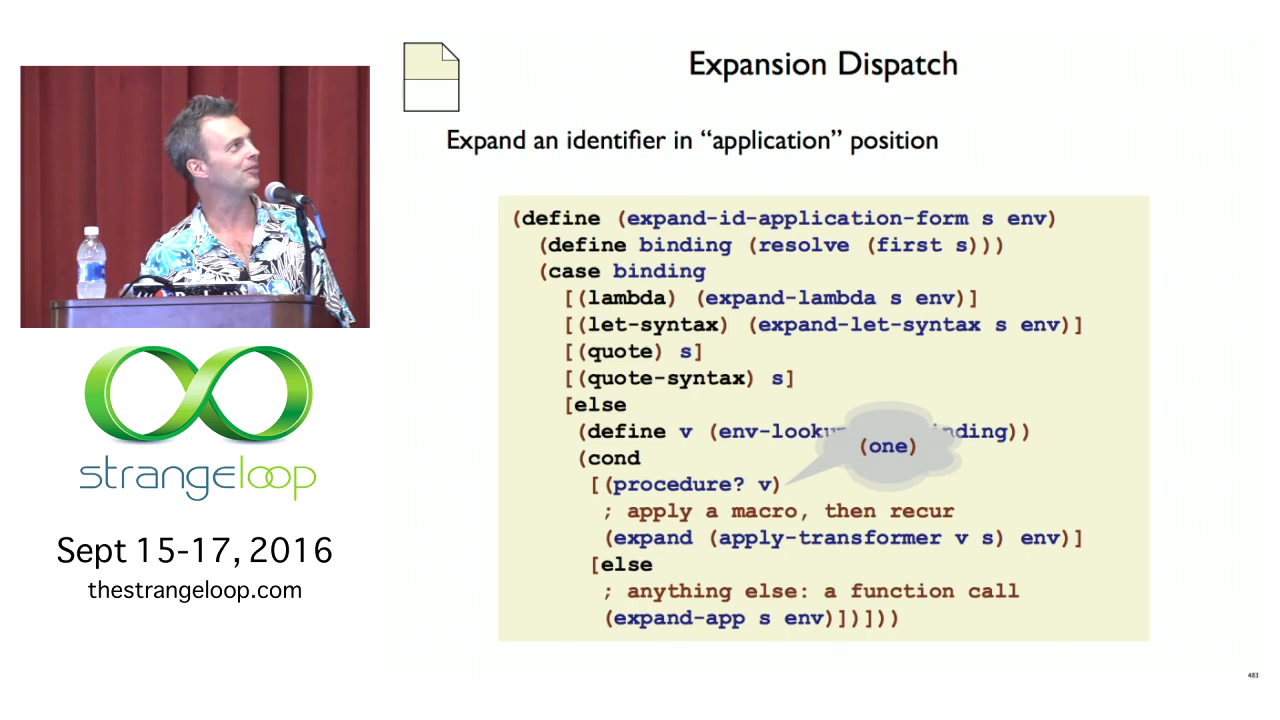 Expansion Dispatch
Expand an identifier in “application” position
(define (expand-id-application-form s env)
(define binding (resolve (first s)))
(case binding
[(lambda) (expand-lambda s env)]
[(let-syntax) (expand-let-syntax s env)]
[(quote) s]
[(quote-syntax) s]
[else
(define v (env-lookup binding))
(one)
(cond
[(procedure? v)
; apply a macro, then recur
(expand (apply-transformer v s) env)]
[else
; anything else: a function call
(expand-app s env)])]))
483
strangeloop
Sept 15-17, 2016
thestrangeloop.com